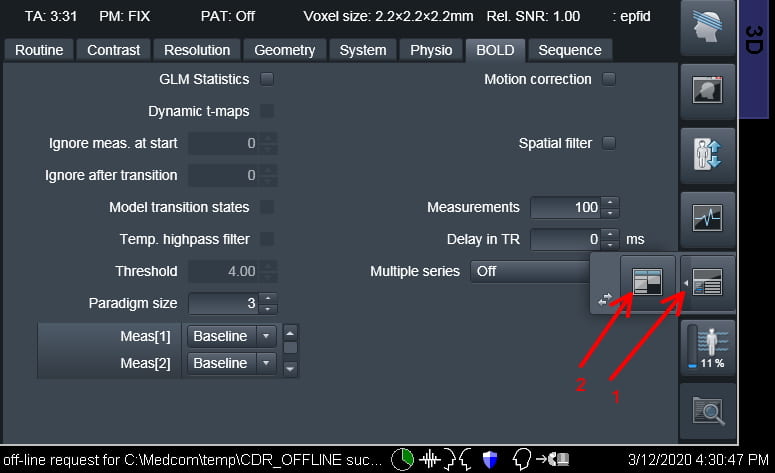 TA: 3:31 PM: FIX PAT: Off Voxel size: 2.2×2.2×2.2mm Rel. SNR: 1.00 : epfid
3D
Routine Contrast Resolution Geometry System Physio BOLD Sequence
GLM Statistics Motion correction
Dynamic t-maps
Ignore meas. at start 0 Spatial filter
Ignore after transition 0
Model transition states Measurements 100
Temp. highpass filter Delay in TR 0 ms
Threshold 4.00 Multiple series Off
Paradigm size 3
Meas[1] Baseline
Meas[2] Baseline
11 %
2 1
off-line request for C:\Medcom\temp\CDR_OFFLINE suc... 3/12/2020 4:30:47 PM